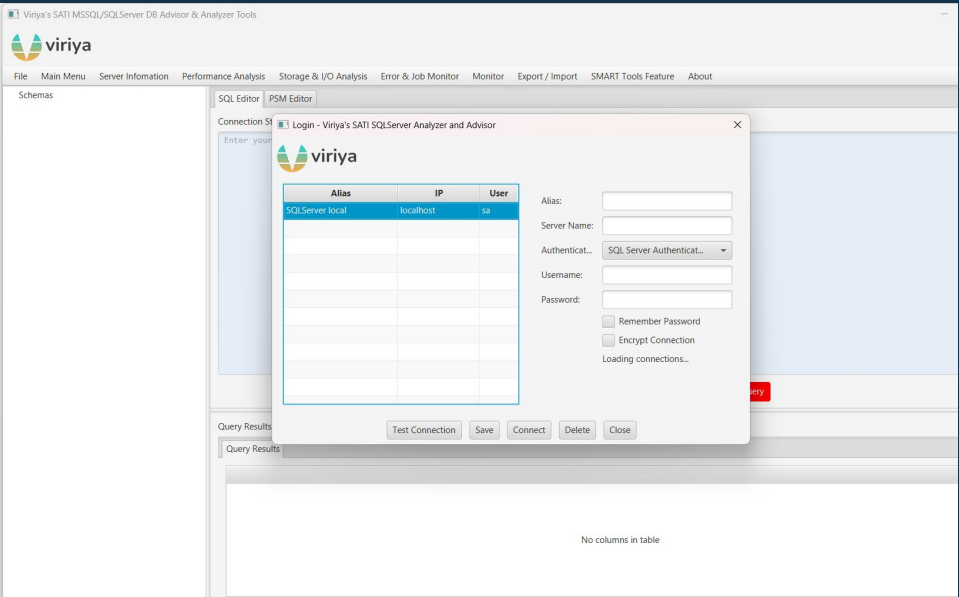 Viriya's SATI MSSQL/SQLServer DB Advisor & Analyzer Tools
viriya
File Main Menu Server Infomation Performance Analysis Storage & I/O Analysis Error & Job Monitor Monitor Export / Import SMART Tools Feature About
Schemas
SQL Editor PSM Editor
Connection St
Enter your
Login - Viriya's SATI SQLServer Analyzer and Advisor
viriya
Alias IP User
SQLServer local localhost sa
Alias:
Server Name:
Authenticat... SQL Server Authenticat...
Username:
Password:
Remember Password
Encrypt Connection
Loading connections...
ery
Test Connection Save Connect Delete Close
Query Results
Query Results
No columns in table